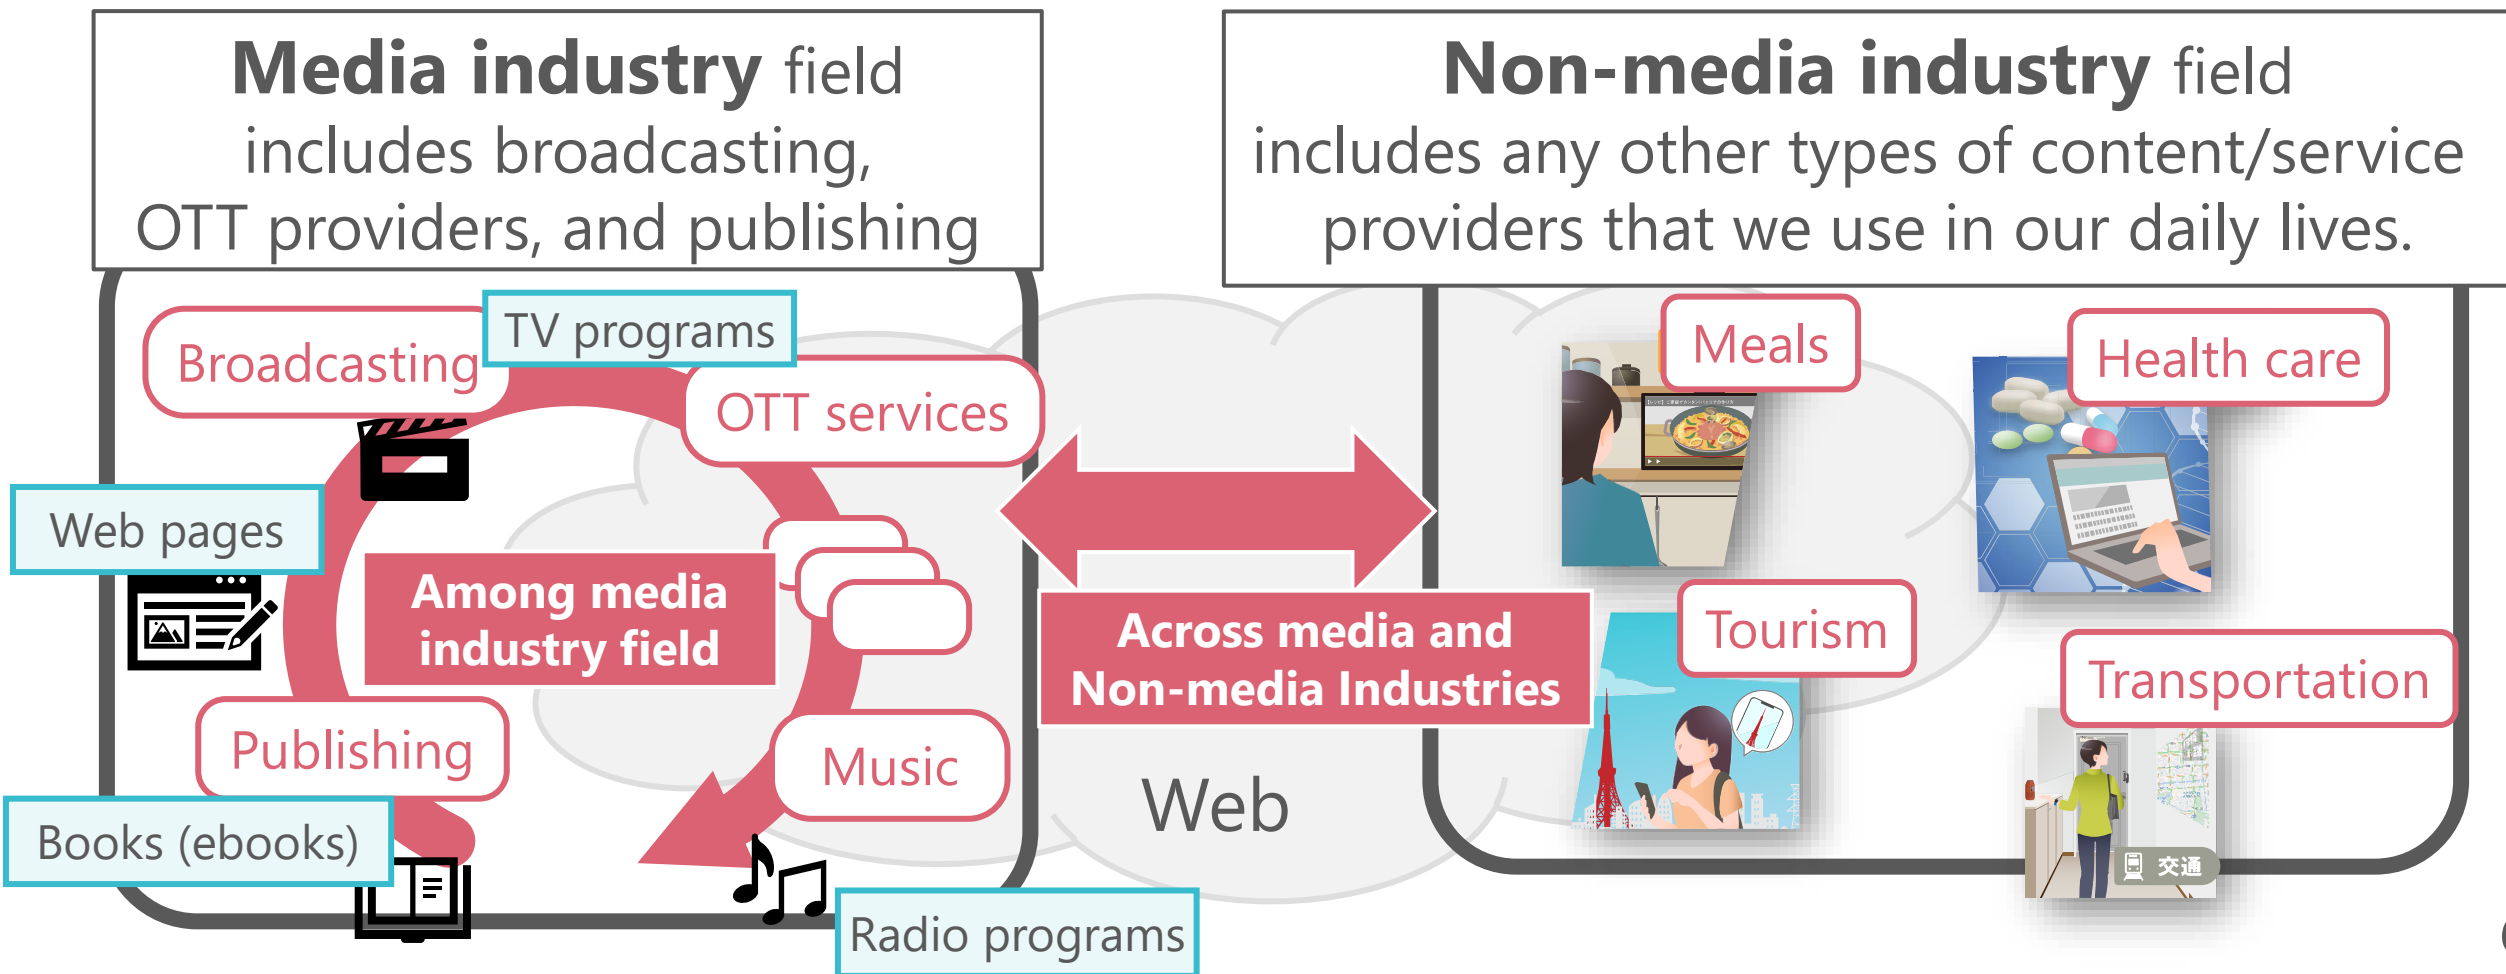 Media industry field
includes broadcasting,
OTT providers, and publishing
Non-media industry field
includes any other types of content/service
providers that we use in our daily lives.
Broadcasting
TV programs
OTT services
Web pages
Among media
industry field
Publishing
Music
Books (ebooks)
Radio programs
Across media and
Non-media Industries
Web
Meals
Health care
Tourism
Transportation
交通